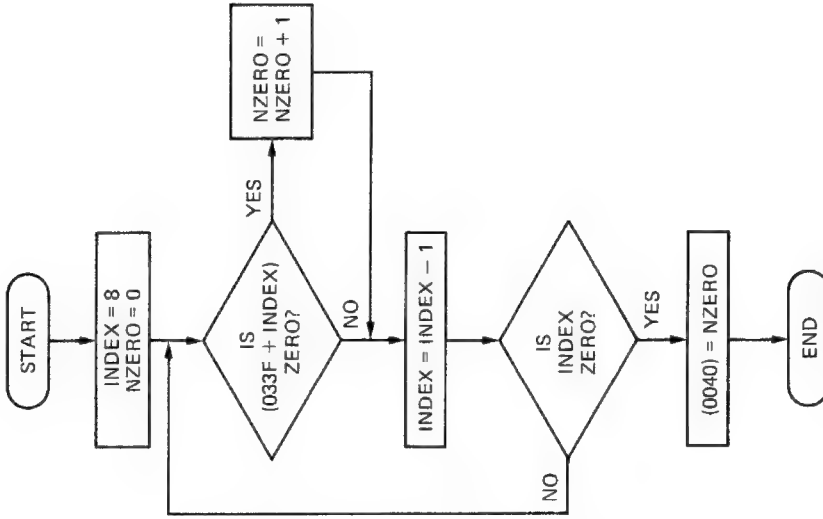 START
INDEX = 8
NZERO = 0
IS
(033F + INDEX)
ZERO?
YES
NZERO =
NZERO + 1
NO
INDEX = INDEX − 1
IS
INDEX
ZERO?
NO
YES
(0040) = NZERO
END